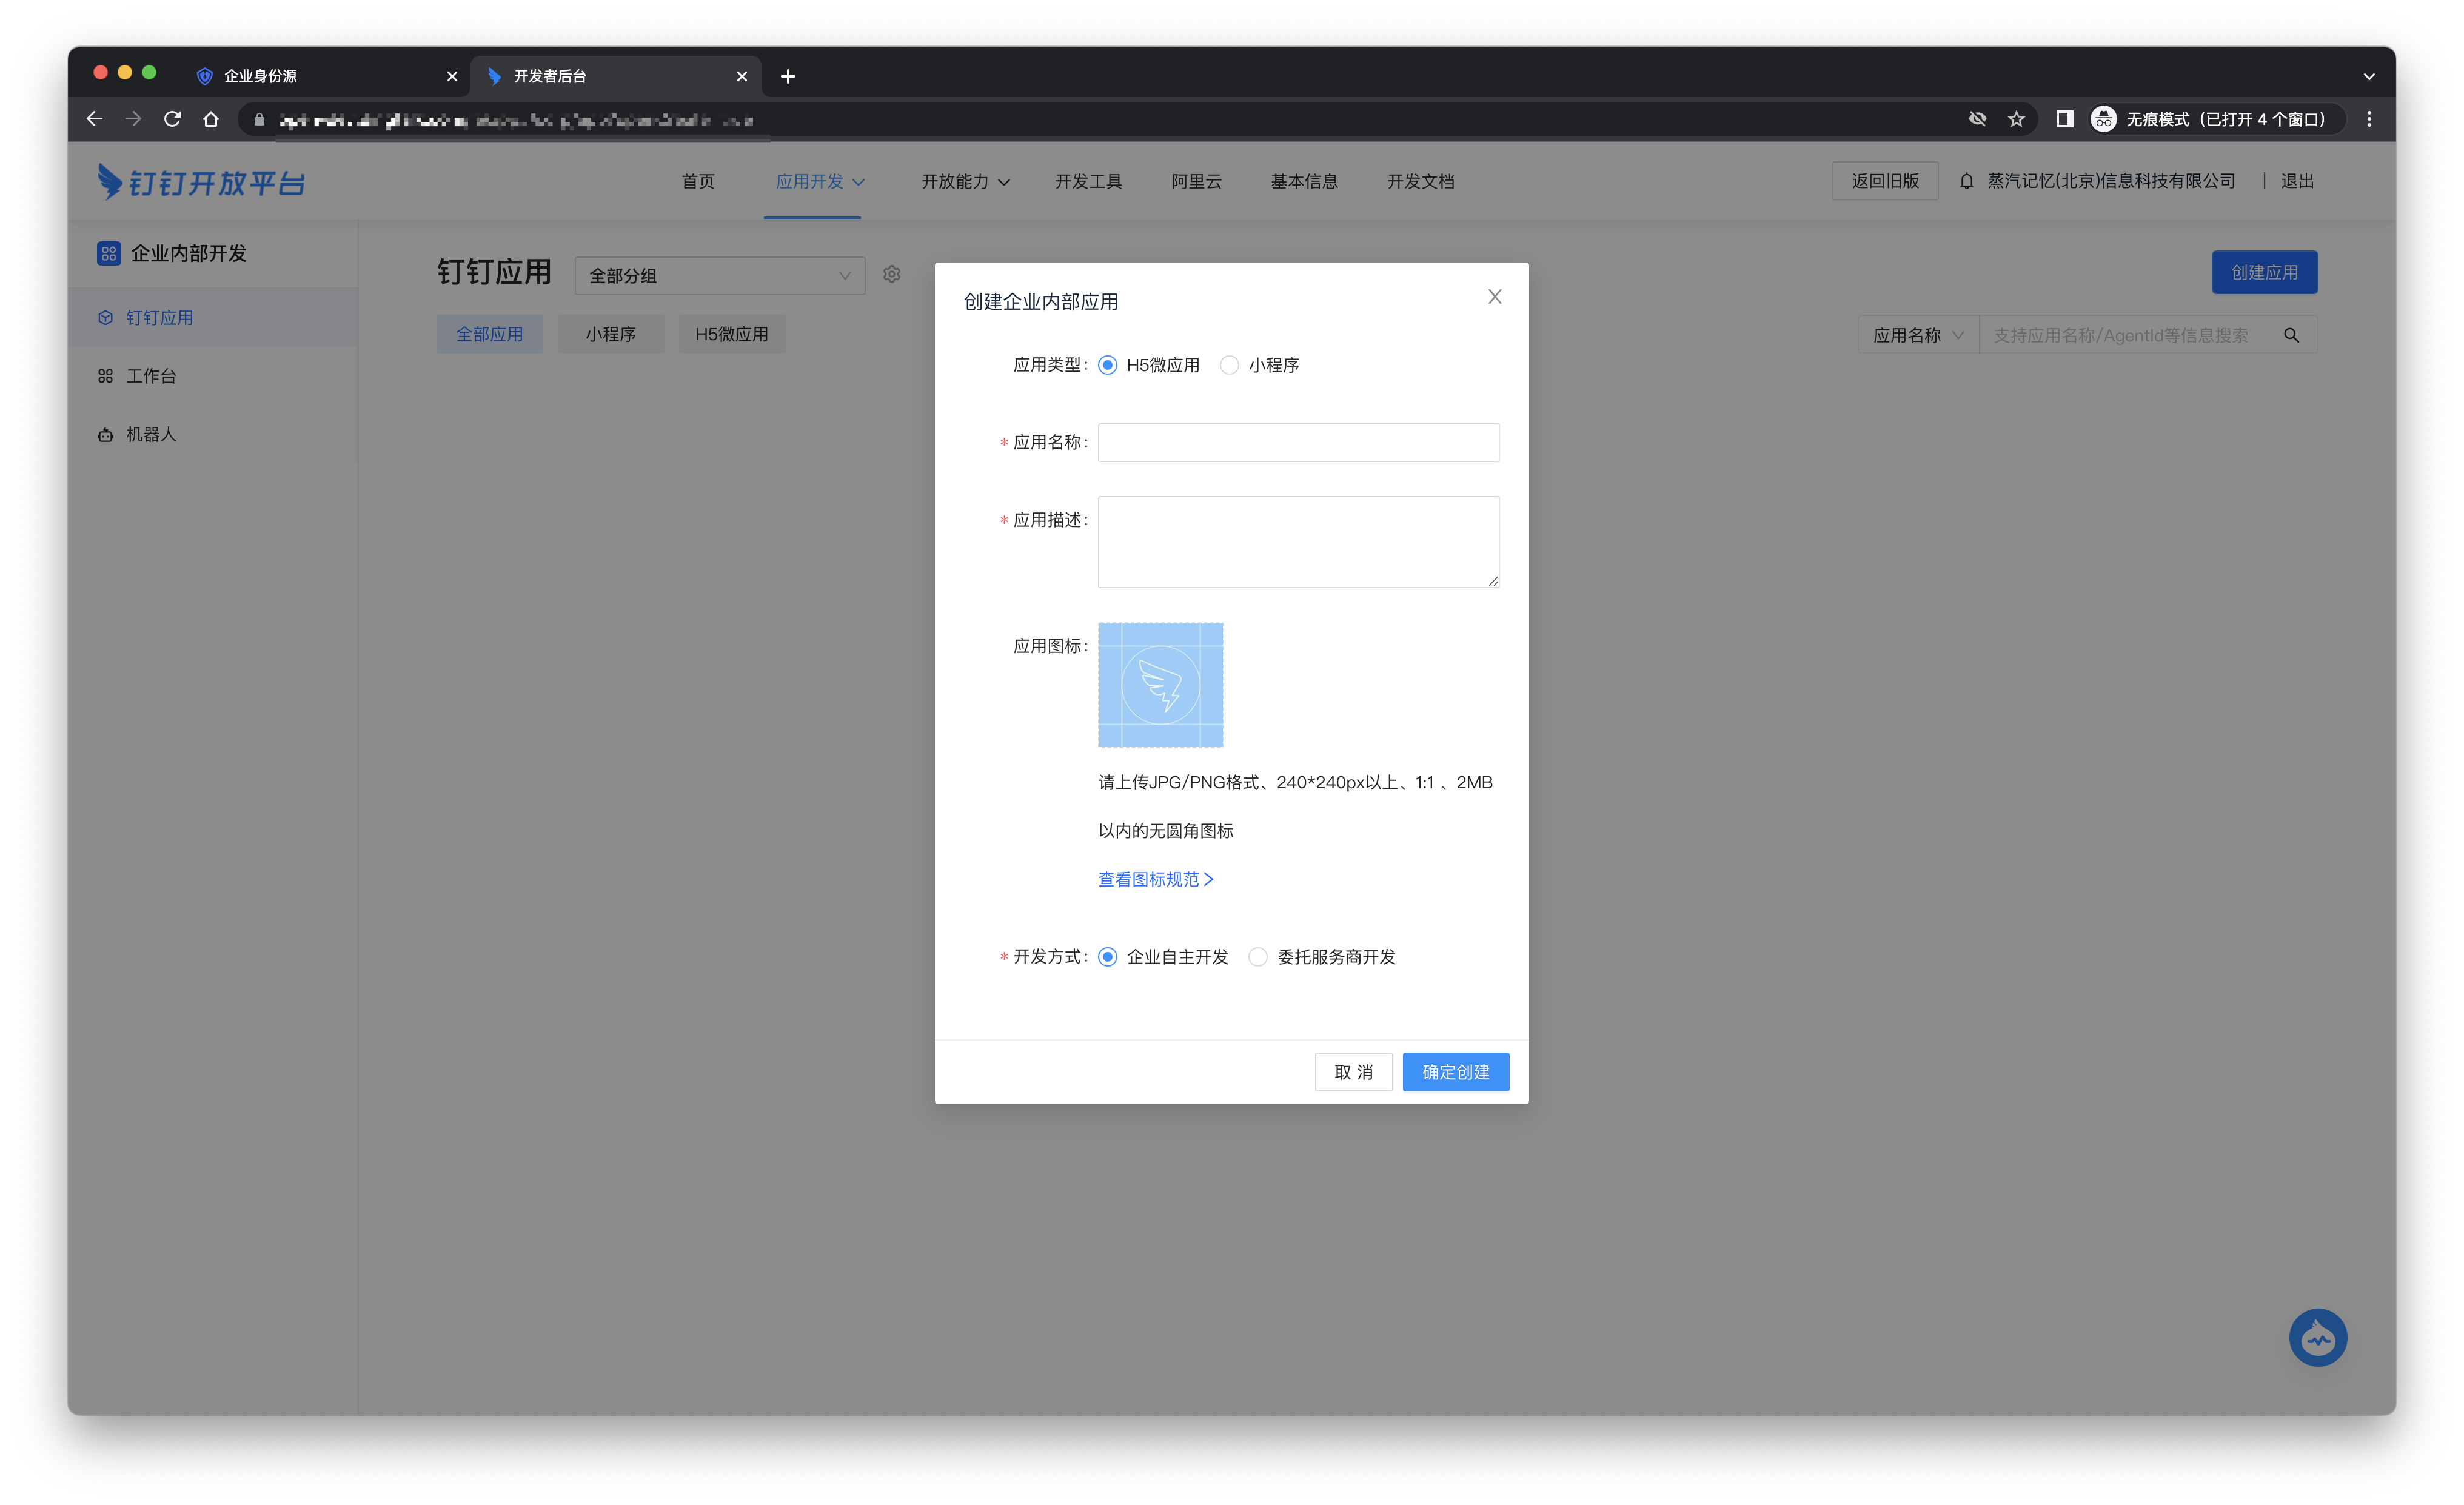 企业身份源
开发者后台
无痕模式（已打开 4 个窗口）
钉钉开放平台
首页
应用开发
开放能力
开发工具
阿里云
基本信息
开发文档
返回旧版
蒸汽记忆(北京)信息科技有限公司
退出
企业内部开发
钉钉应用
工作台
机器人
钉钉应用
全部分组
创建应用
全部应用
小程序
H5微应用
应用名称
支持应用名称/AgentId等信息搜索
创建企业内部应用
应用类型: H5微应用 小程序
* 应用名称:
* 应用描述:
应用图标:
请上传JPG/PNG格式、240*240px以上、1:1 、2MB
以内的无圆角图标
查看图标规范
* 开发方式: 企业自主开发 委托服务商开发
取 消
确定创建